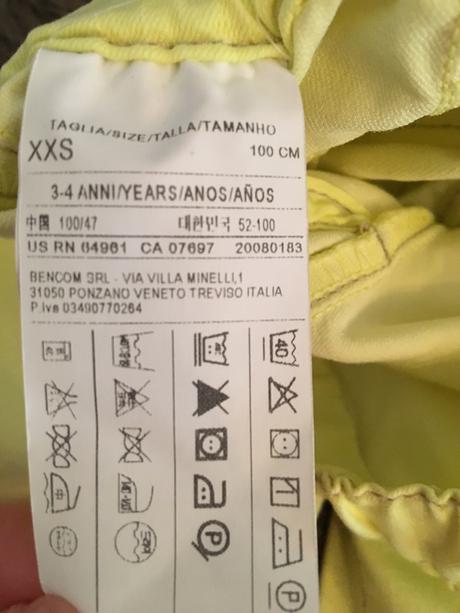 TAGLIA/SIZE/TALLA/TAMANHO
XXS 100 CM
3-4 ANNI/YEARS/ANOS/AÑOS
中国 100/47 대한민국 52-100
US RN 84961 CA 07697 20080183
BENCOM SRL - VIA VILLA MINELLI,1
31050 PONZANO VENETO TREVISO ITALIA
P.iva 03490770264
40
P
P